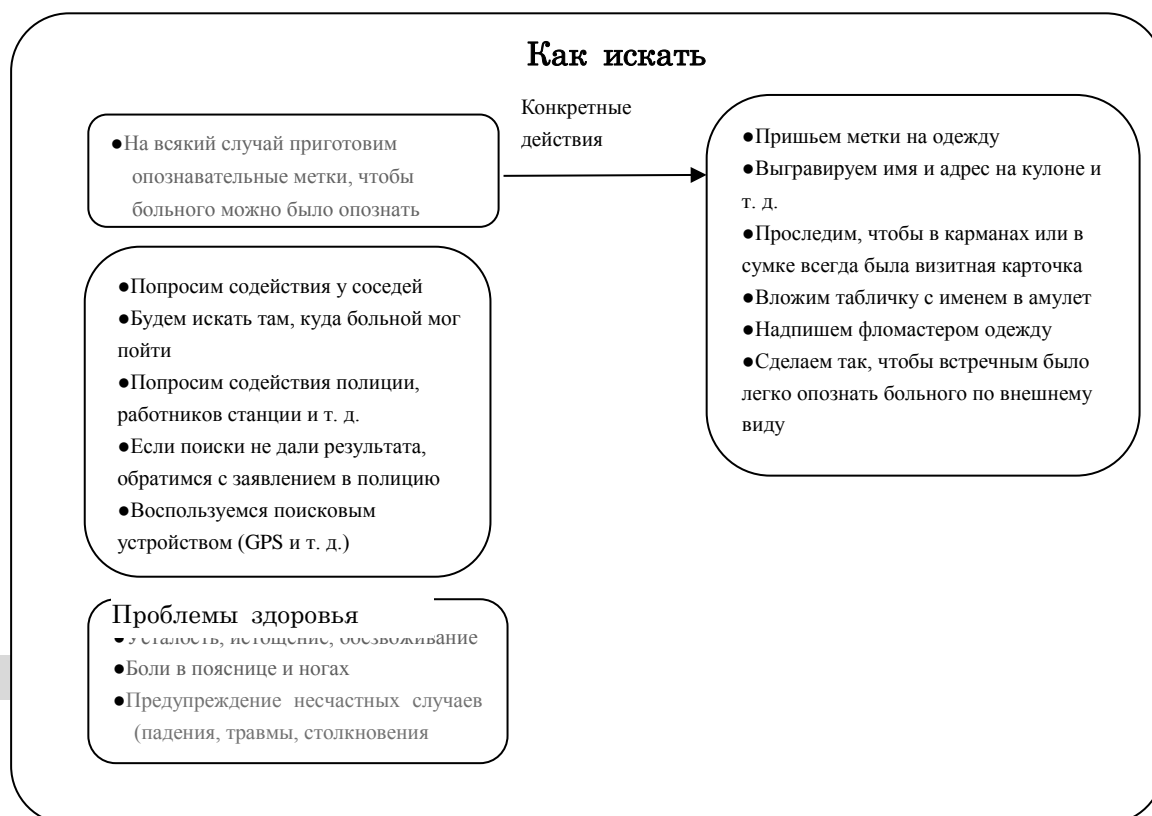 Как искать
●На всякий случай приготовим
опознавательные метки, чтобы
больного можно было опознать
Конкретные
действия
●Пришьем метки на одежду
●Выгравируем имя и адрес на кулоне и
т. д.
●Проследим, чтобы в карманах или в
сумке всегда была визитная карточка
●Вложим табличку с именем в амулет
●Надпишем фломастером одежду
●Сделаем так, чтобы встречным было
легко опознать больного по внешнему
виду
●Попросим содействия у соседей
●Будем искать там, куда больной мог
пойти
●Попросим содействия полиции,
работников станции и т. д.
●Если поиски не дали результата,
обратимся с заявлением в полицию
●Воспользуемся поисковым
устройством (GPS и т. д.)
Проблемы здоровья
●Усталость, истощение, обезвоживание
●Боли в пояснице и ногах
●Предупреждение несчастных случаев
(падения, травмы, столкновения